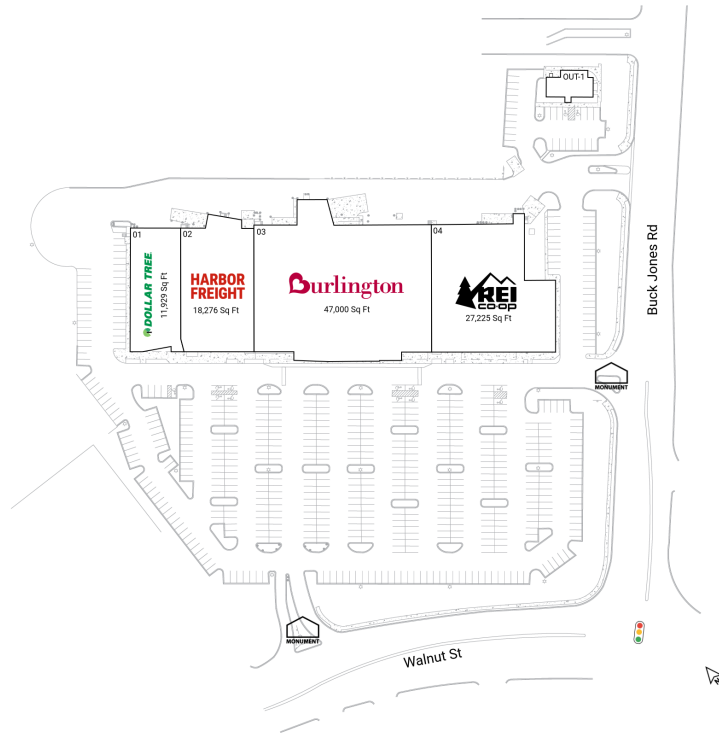 OUT-1
01
02
03
04
DOLLAR TREE
11,929 Sq Ft
HARBOR
FREIGHT
18,276 Sq Ft
Burlington
47,000 Sq Ft
REI
co-op
27,225 Sq Ft
Buck Jones Rd
MONUMENT
MONUMENT
Walnut St